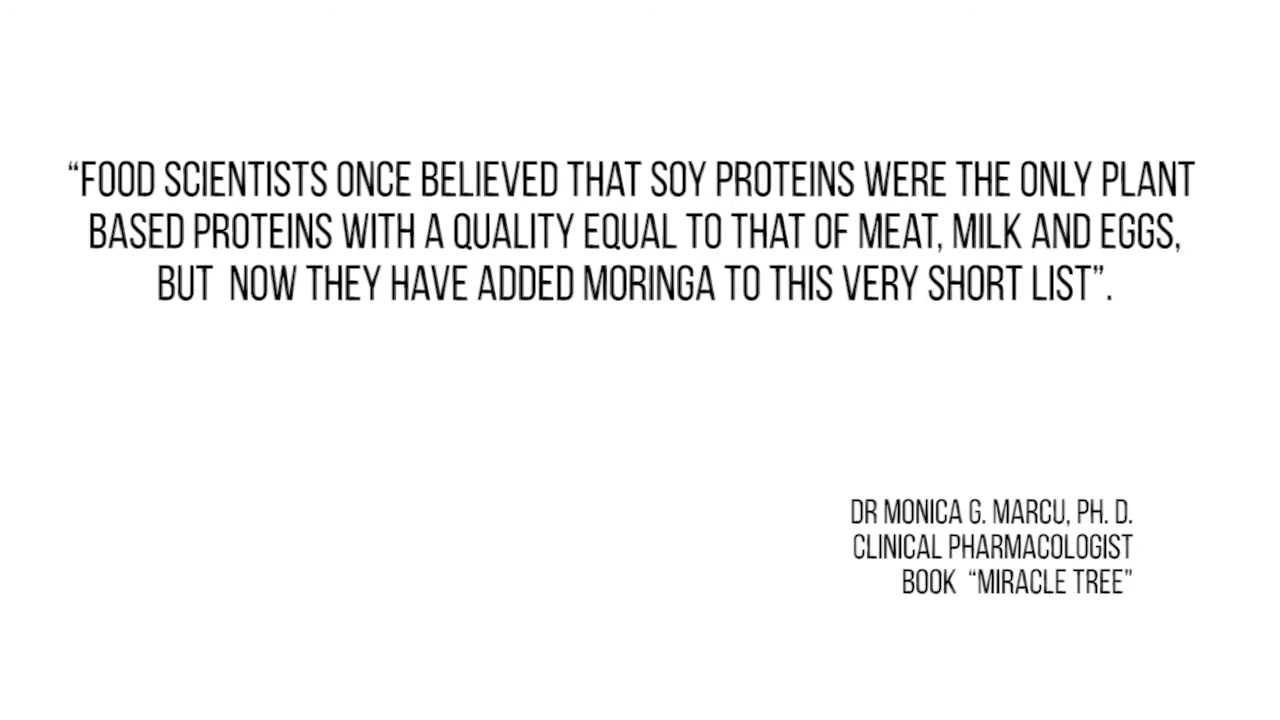 “FOOD SCIENTISTS ONCE BELIEVED THAT SOY PROTEINS WERE THE ONLY PLANT
BASED PROTEINS WITH A QUALITY EQUAL TO THAT OF MEAT, MILK AND EGGS,
BUT  NOW THEY HAVE ADDED MORINGA TO THIS VERY SHORT LIST”.
DR MONICA G. MARCU, PH. D.
CLINICAL PHARMACOLOGIST
BOOK  “MIRACLE TREE”